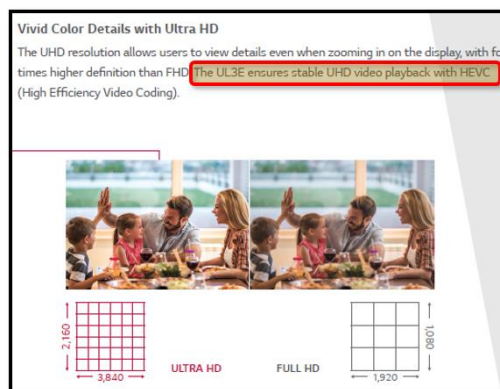 Vivid Color Details with Ultra HD
The UHD resolution allows users to view details even when zooming in on the display, with
times higher definition than FHD. The UL3E ensures stable UHD video playback with HEVC
(High Efficiency Video Coding).
2,160
3,840
ULTRA HD
FULL HD
1,920
1,080